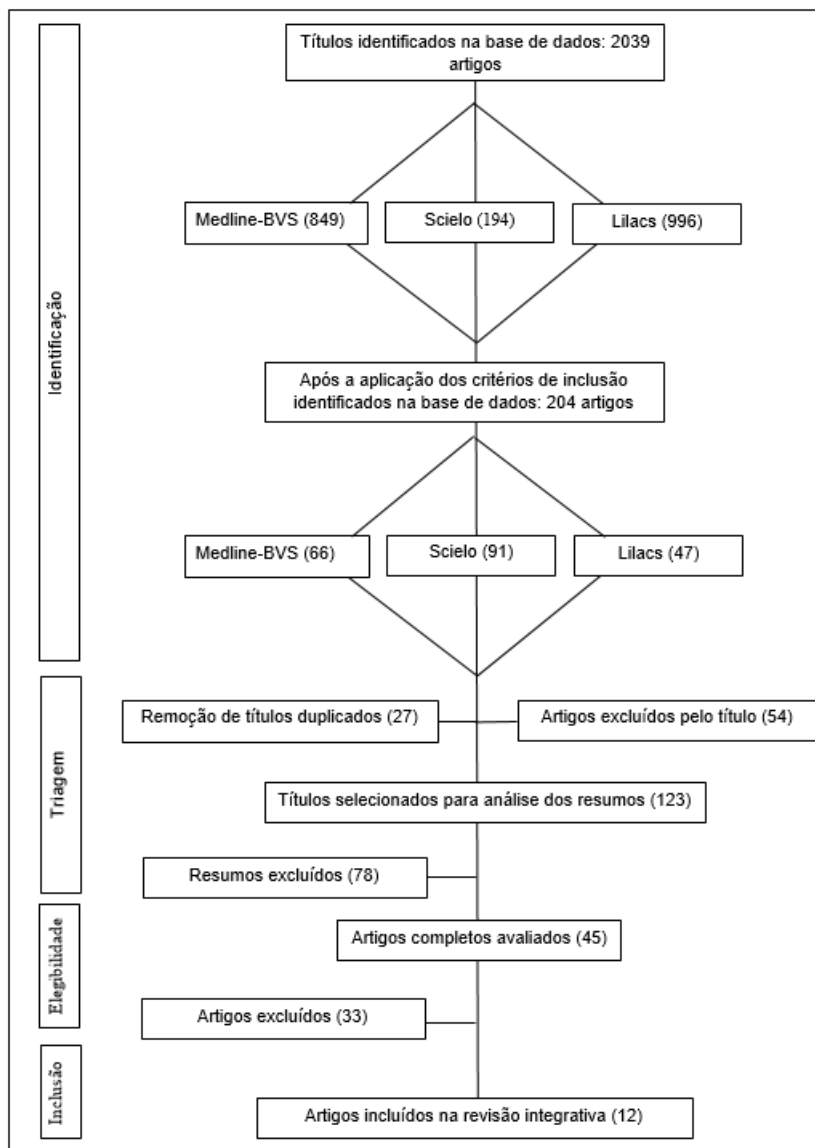 Identificação
Títulos identificados na base de dados: 2039
artigos
Medline-BVS (849)
Scielo (194)
Lilacs (996)
Após a aplicação dos critérios de inclusão
identificados na base de dados: 204 artigos
Medline-BVS (66)
Scielo (91)
Lilacs (47)
Triagem
Remoção de títulos duplicados (27)
Artigos excluídos pelo título (54)
Títulos selecionados para análise dos resumos (123)
Resumos excluídos (78)
Elegibilidade
Artigos completos avaliados (45)
Artigos excluídos (33)
Inclusão
Artigos incluídos na revisão integrativa (12)